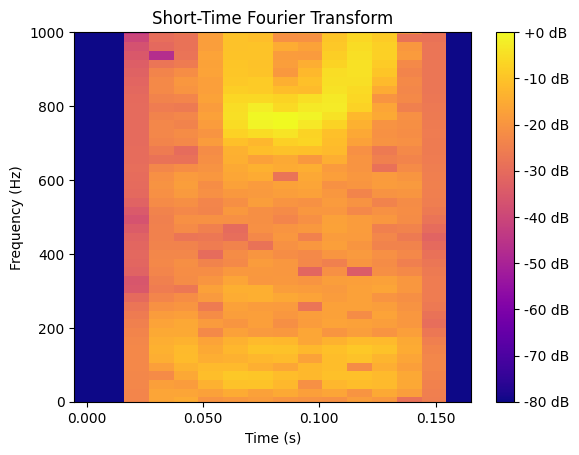 Short-Time Fourier Transform
1000
800
600
400
200
0
Frequency (Hz)
0.000
0.050
0.100
0.150
Time (s)
+0 dB
-10 dB
-20 dB
-30 dB
-40 dB
-50 dB
-60 dB
-70 dB
-80 dB